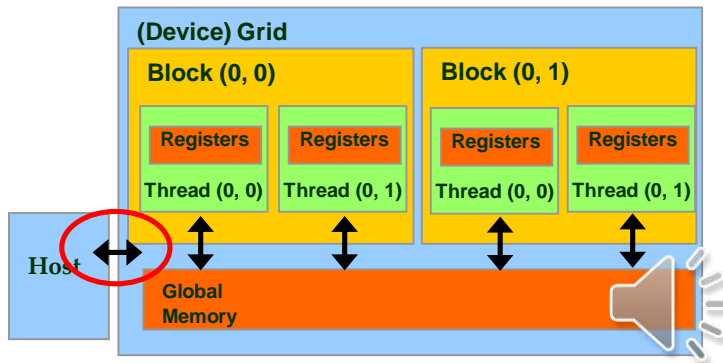 (Device) Grid
Block (0, 0)
Block (0, 1)
Registers
Registers
Registers
Registers
Thread (0, 0)
Thread (0, 1)
Thread (0, 0)
Thread (0, 1)
Host
Global
Memory